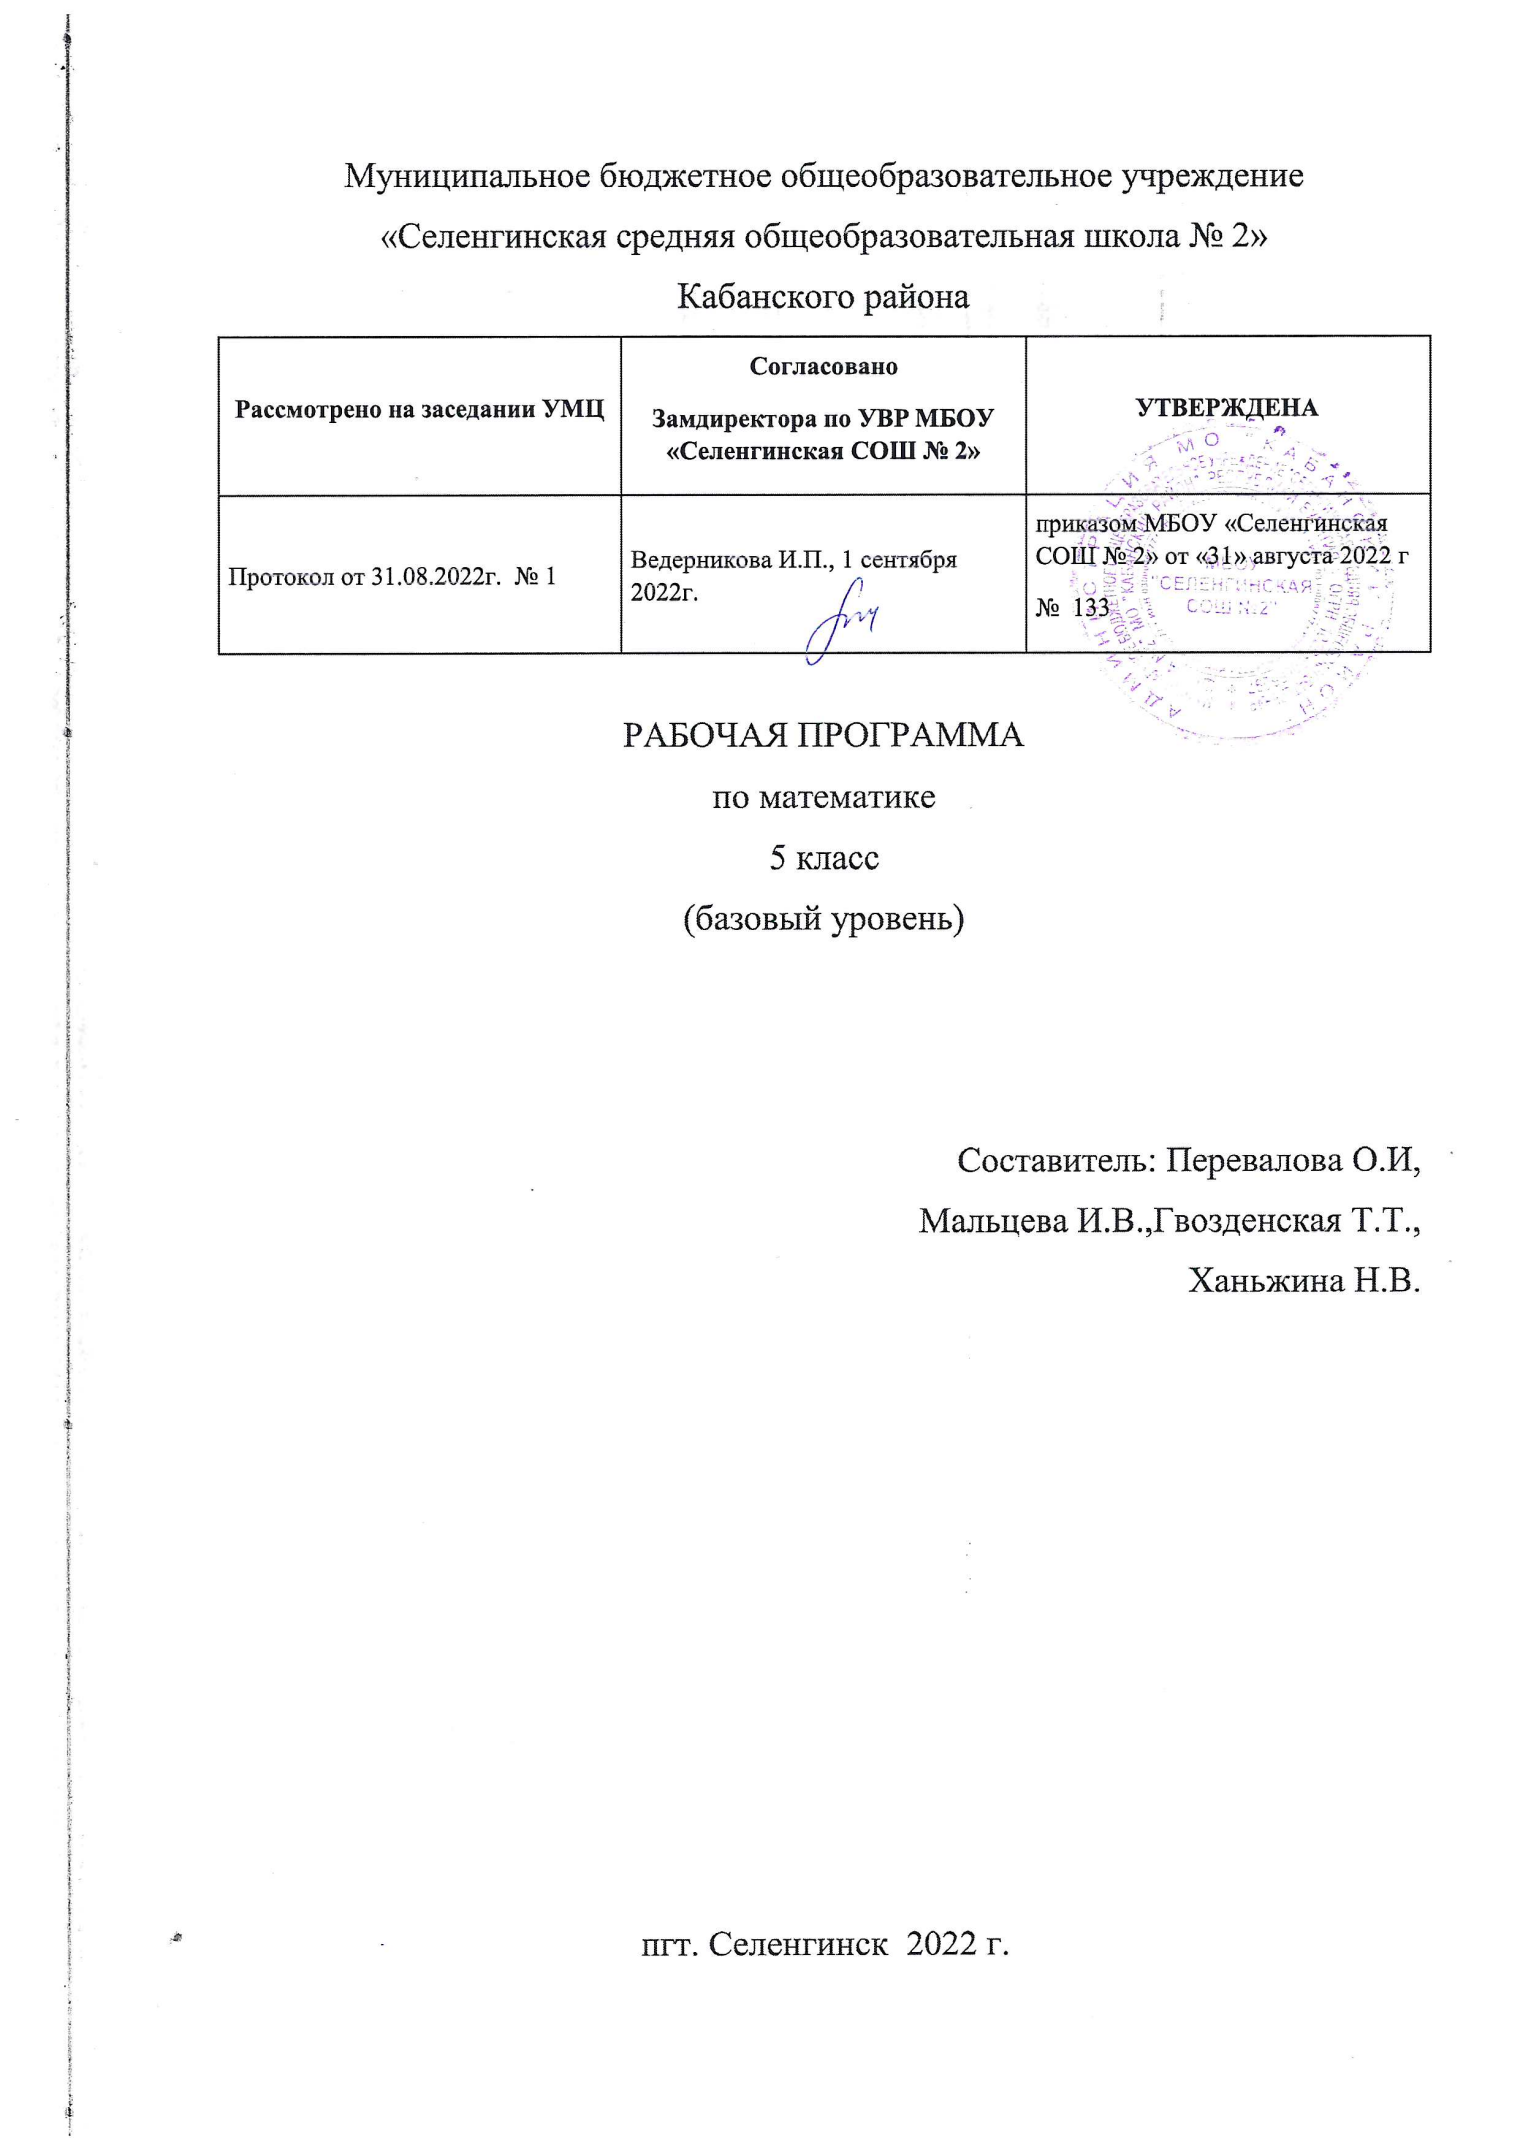 Муниципальное бюджетное общеобразовательное учреждение
«Селенгинская средняя общеобразовательная школа № 2»
Кабанского района
Рассмотрено на заседании УМЦ
Согласовано
Замдиректора по УВР МБОУ
«Селенгинская СОШ № 2»
УТВЕРЖДЕНА
Протокол от 31.08.2022г.  № 1
Ведерникова И.П., 1 сентября
2022г.
приказом МБОУ «Селенгинская
СОШ № 2» от «31» августа 2022 г
№  133
"СЕЛЕНГИНСКАЯ
СОШ №2"
РАБОЧАЯ ПРОГРАММА
по математике
5 класс
(базовый уровень)
Составитель: Перевалова О.И,
Мальцева И.В.,Гвозденская Т.Т.,
Ханьжина Н.В.
пгт. Селенгинск  2022 г.